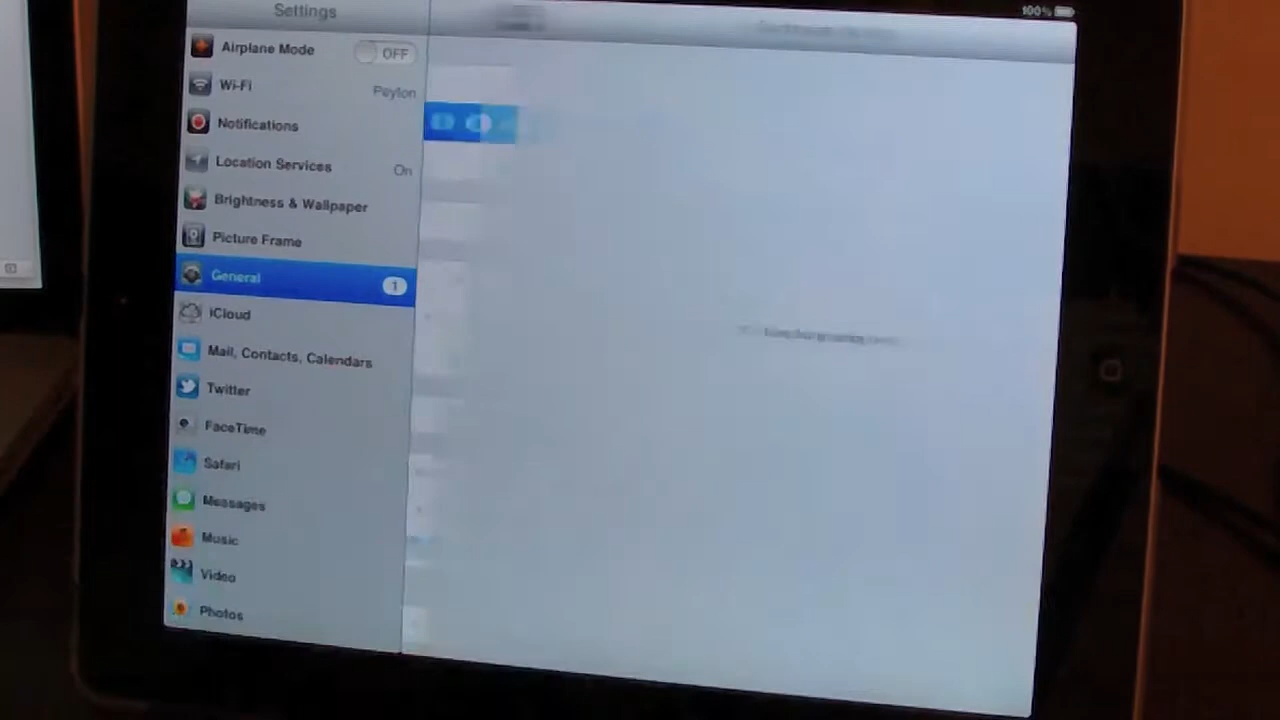 Settings
100%
Airplane Mode OFF
Wi-Fi Peyton
Notifications
Location Services On
Brightness & Wallpaper
Picture Frame
General 1
iCloud
Mail, Contacts, Calendars
Twitter
FaceTime
Safari
Messages
Music
Video
Photos